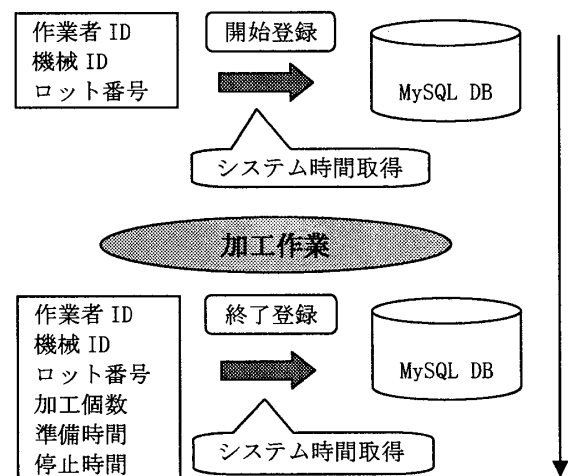 作業者 ID
機械 ID
ロット番号
開始登録
MySQL DB
システム時間取得
加工作業
作業者 ID
機械 ID
ロット番号
加工個数
準備時間
停止時間
終了登録
MySQL DB
システム時間取得